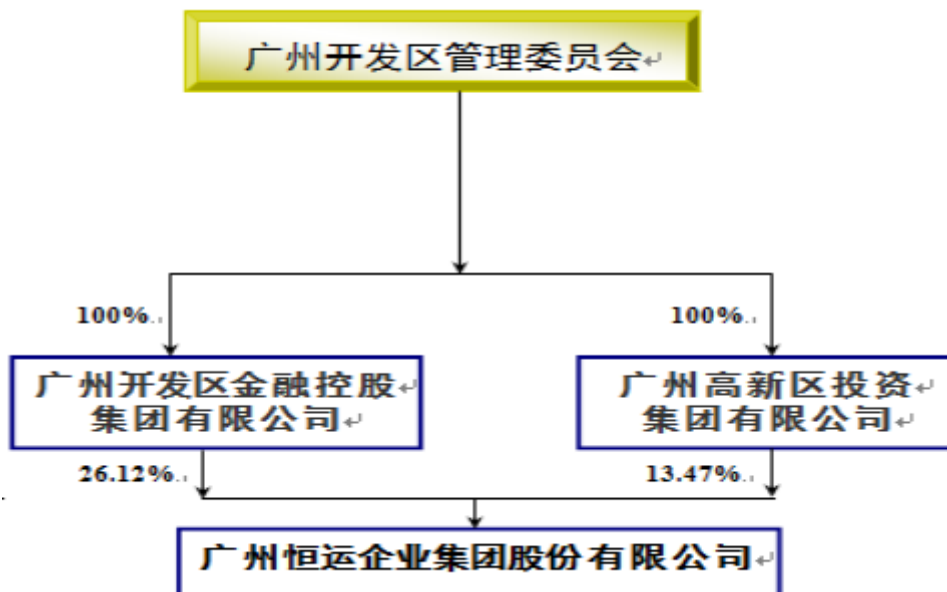 广州开发区管理委员会↵
100% 100%
广州开发区金融控股↵
集团有限公司↵
广州高新区投资↵
集团有限公司↵
26.12% 13.47%
广州恒运企业集团股份有限公司↵